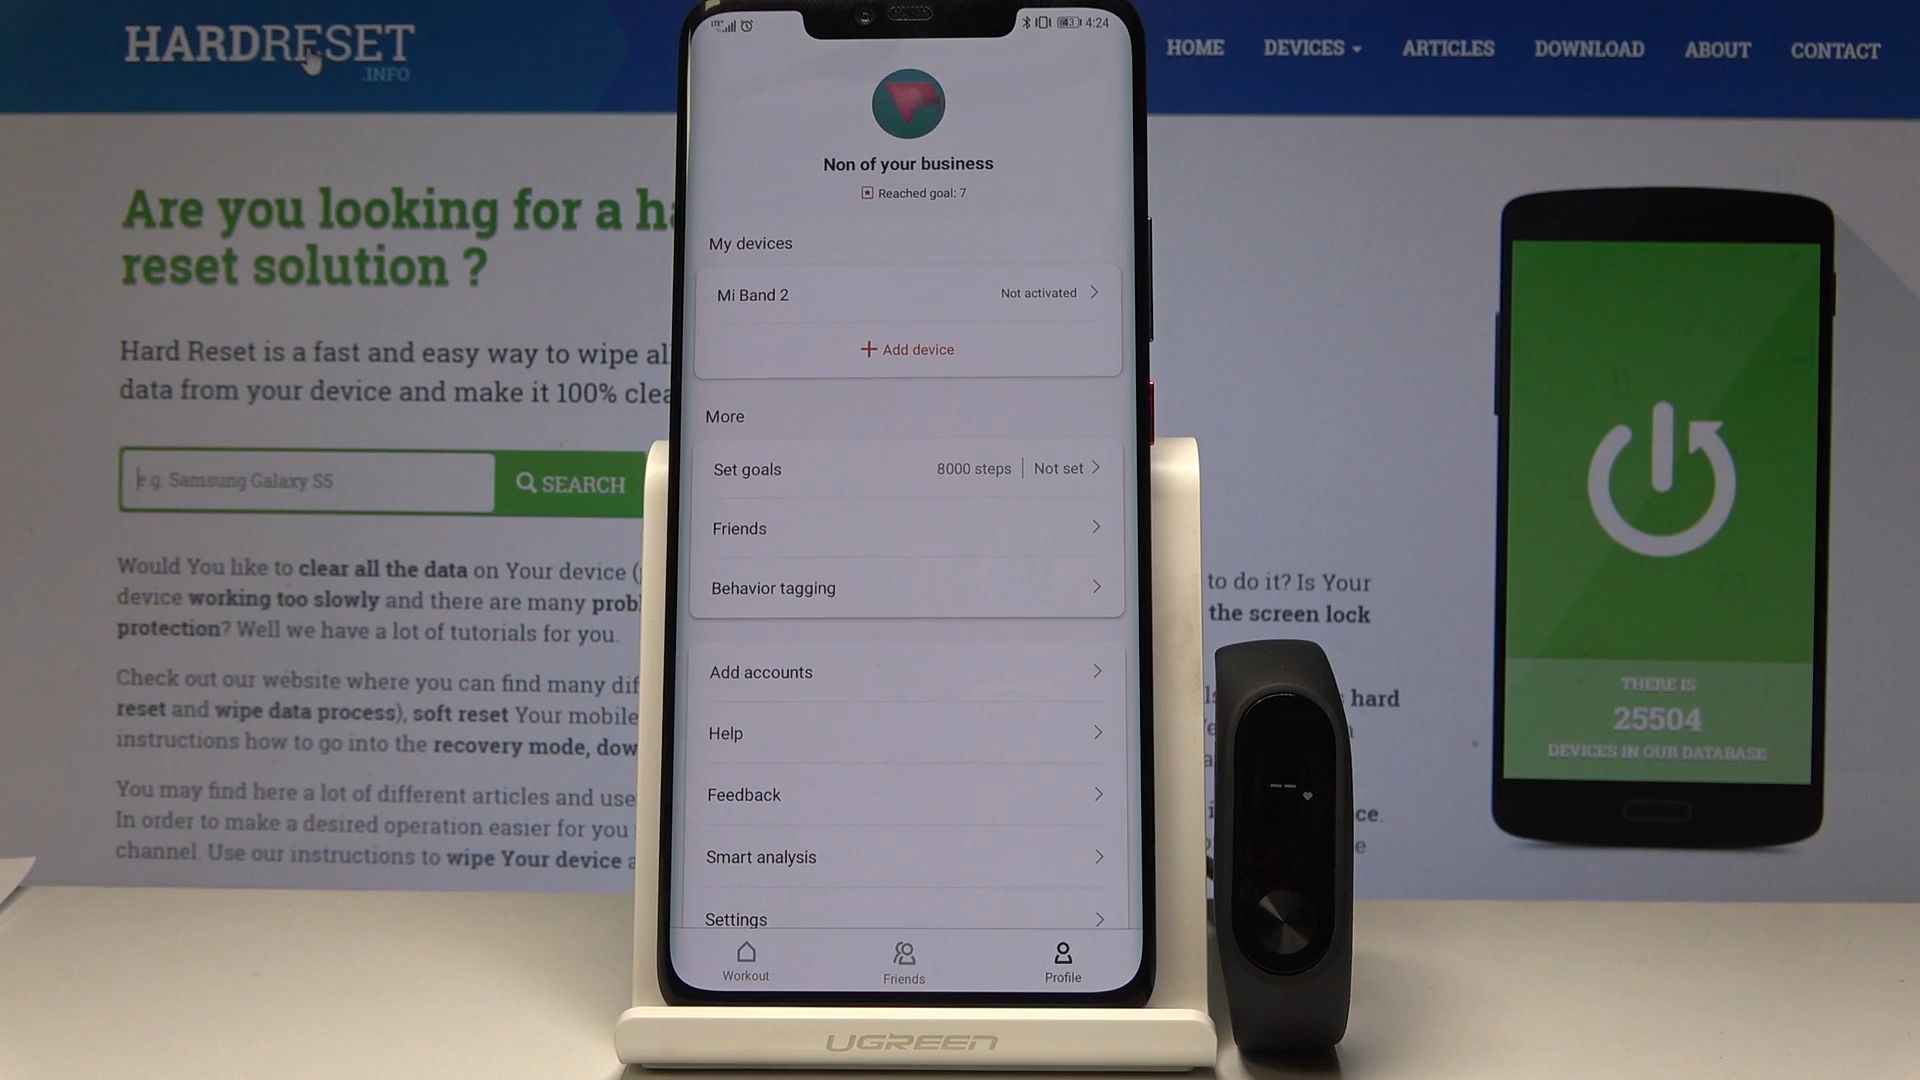 HARDRESET
.INFO
HOME DEVICES ARTICLES DOWNLOAD ABOUT CONTACT
Are you looking for a
reset solution ?
Hard Reset is a fast and easy way to wipe
data from your device and make it 100%
e.g. Samsung Galaxy S5
SEARCH
Would You like to clear all the data on Your device
device working too slowly and there are many
protection? Well we have a lot of tutorials for you.
Check out our website where you can find many
reset and wipe data process), soft reset Your mobile
instructions how to go into the recovery mode,
You may find here a lot of different articles and
In order to make a desired operation easier for you
channel. Use our instructions to wipe Your device
to do it? Is Your
the screen lock
hard
LTE 43 4:24
Non of your business
Reached goal: 7
My devices
Mi Band 2 Not activated
+ Add device
More
Set goals 8000 steps | Not set
Friends
Behavior tagging
Add accounts
Help
Feedback
Smart analysis
Settings
Workout Friends Profile
UGREEN
--
THERE IS
25504
DEVICES IN OUR DATABASE